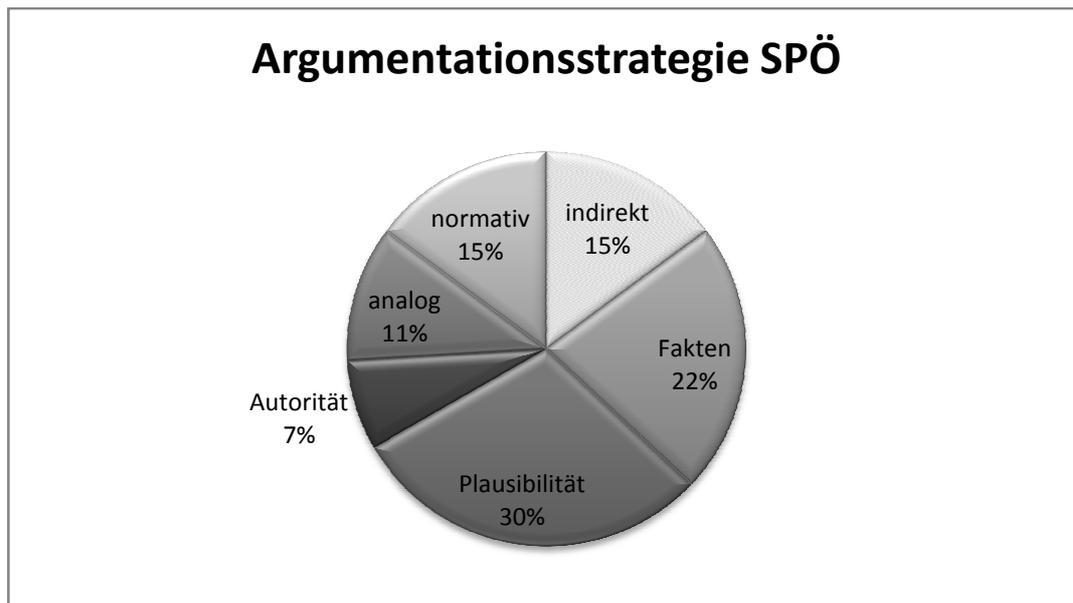 Argumentationsstrategie SPÖ
normativ
15%
indirekt
15%
analog
11%
Fakten
22%
Autorität
7%
Plausibilität
30%